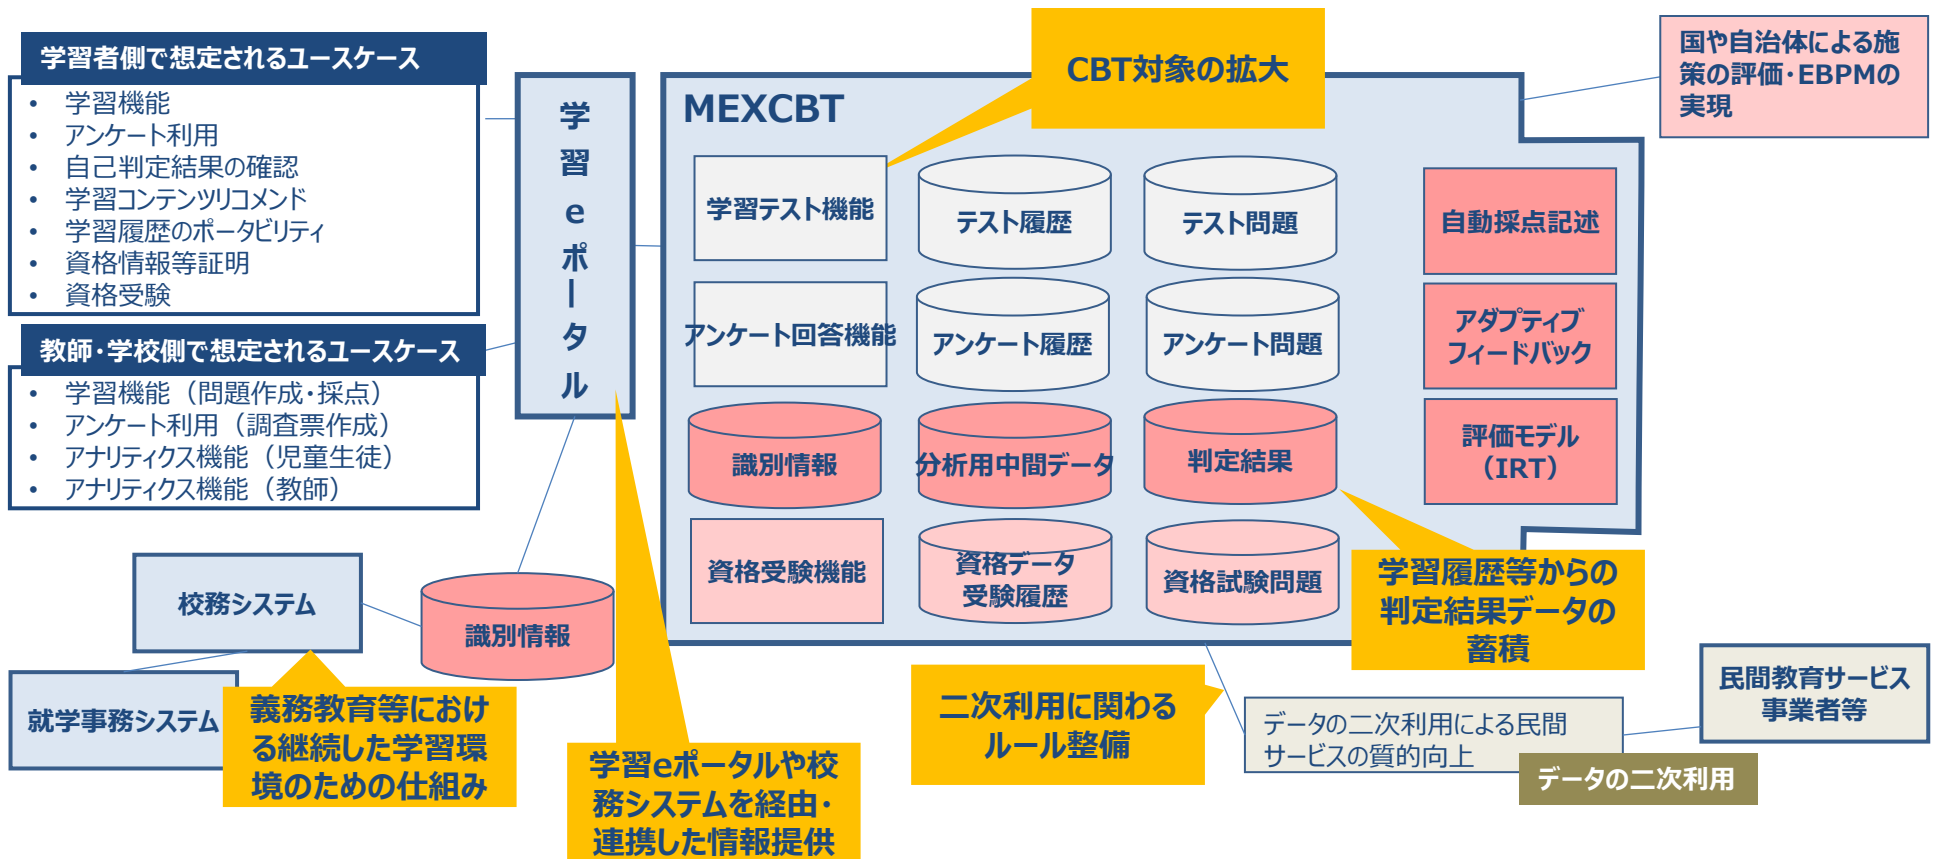 学習者側で想定されるユースケース
• 学習機能
• アンケート利用
• 自己判定結果の確認
• 学習コンテンツリコメンド
• 学習履歴のポータビリティ
• 資格情報等証明
• 資格受験
教師・学校側で想定されるユースケース
• 学習機能（問題作成・採点）
• アンケート利用（調査票作成）
• アナリティクス機能（児童生徒）
• アナリティクス機能（教師）
学
習
e
ポ
ー
タ
ル
MEXCBT
CBT対象の拡大
国や自治体による施
策の評価・EBPMの
実現
学習テスト機能
テスト履歴
テスト問題
自動採点記述
アンケート回答機能
アンケート履歴
アンケート問題
アダプティブ
フィードバック
識別情報
分析用中間データ
判定結果
評価モデル
（IRT）
資格受験機能
資格データ
受験履歴
資格試験問題
学習履歴等からの
判定結果データの
蓄積
校務システム
識別情報
就学事務システム
義務教育等におけ
る継続した学習環
境のための仕組み
学習eポータルや校
務システムを経由・
連携した情報提供
二次利用に関わる
ルール整備
データの二次利用による民間
サービスの質的向上
データの二次利用
民間教育サービス
事業者等